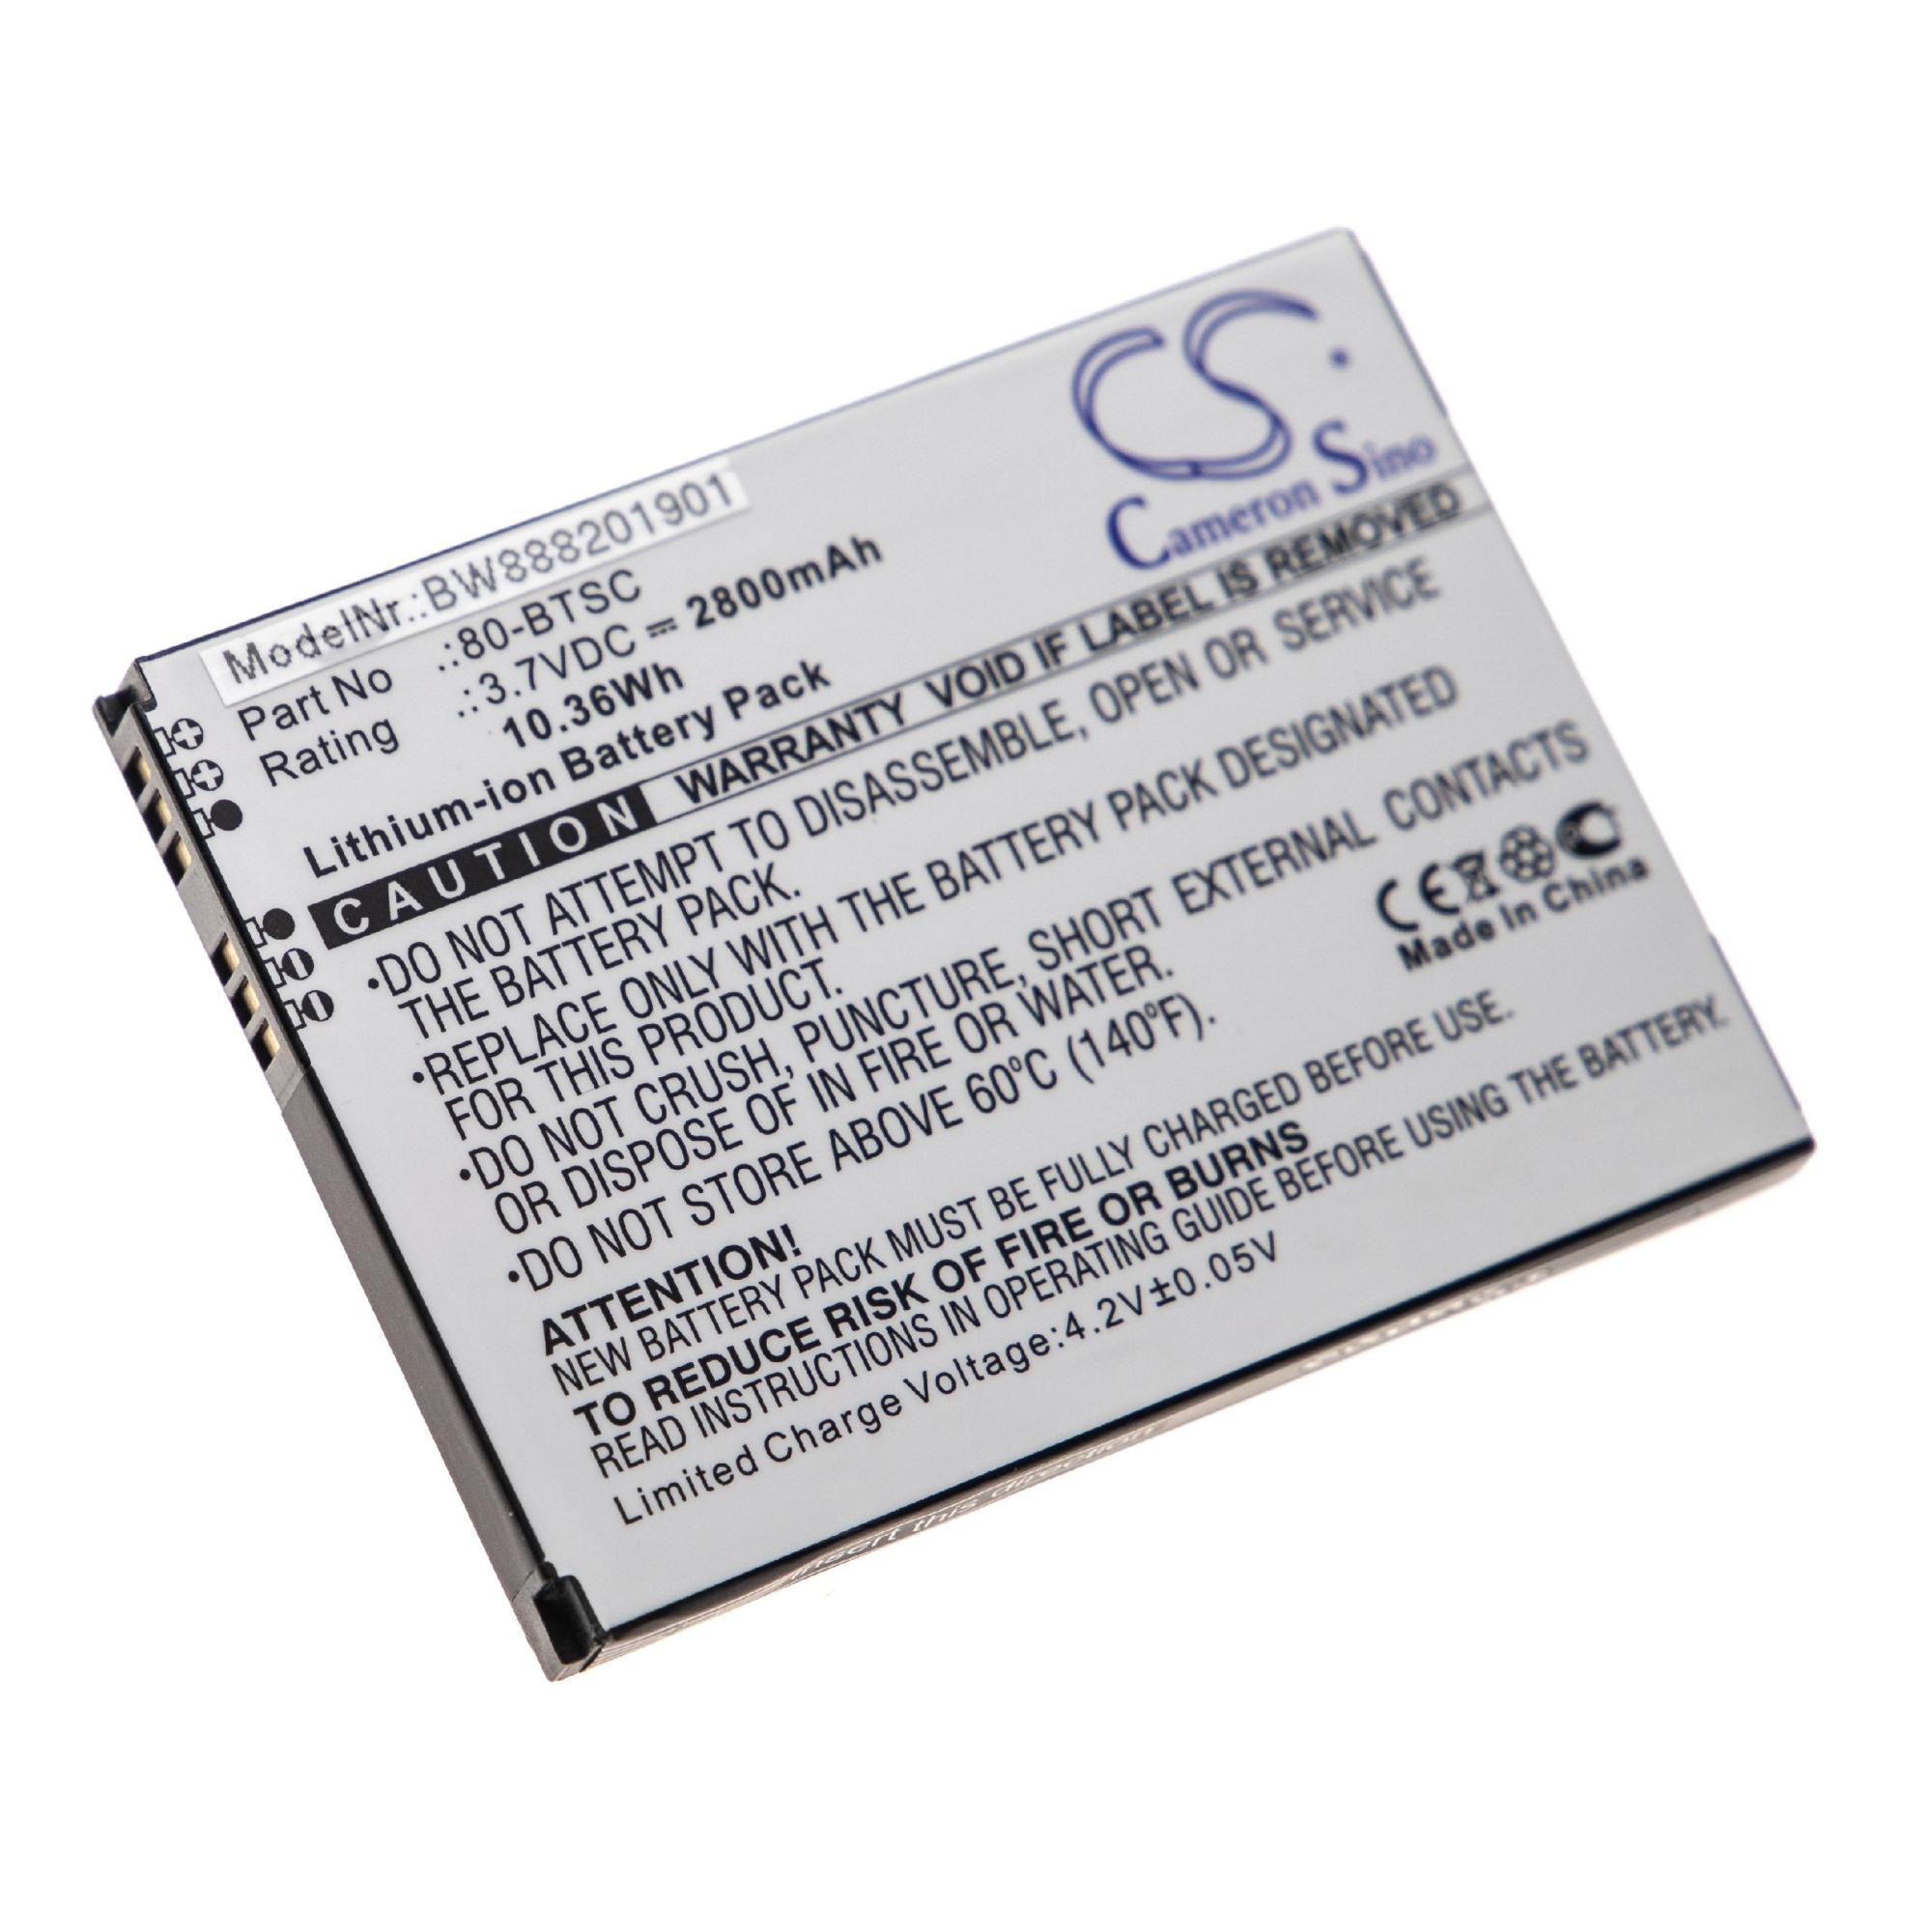 CS
Cameron Sino
ModelNr.:BW888201901
Part No .:80-BTSC
Rating .:3.7VDC = 2800mAh
10.36Wh
Lithium-ion Battery Pack
CAUTION WARRANTY VOID IF LABEL IS REMOVED
•DO NOT ATTEMPT TO DISASSEMBLE, OPEN OR SERVICE
THE BATTERY PACK.
•REPLACE ONLY WITH THE BATTERY PACK DESIGNATED
FOR THIS PRODUCT.
•DO NOT CRUSH, PUNCTURE, SHORT EXTERNAL CONTACTS
OR DISPOSE OF IN FIRE OR WATER.
•DO NOT STORE ABOVE 60°C (140°F).
CE
Made In China
ATTENTION!
NEW BATTERY PACK MUST BE FULLY CHARGED BEFORE USE.
TO REDUCE RISK OF FIRE OR BURNS
READ INSTRUCTIONS IN OPERATING GUIDE BEFORE USING THE BATTERY.
Limited Charge Voltage:4.2V±0.05V
Insert this direction